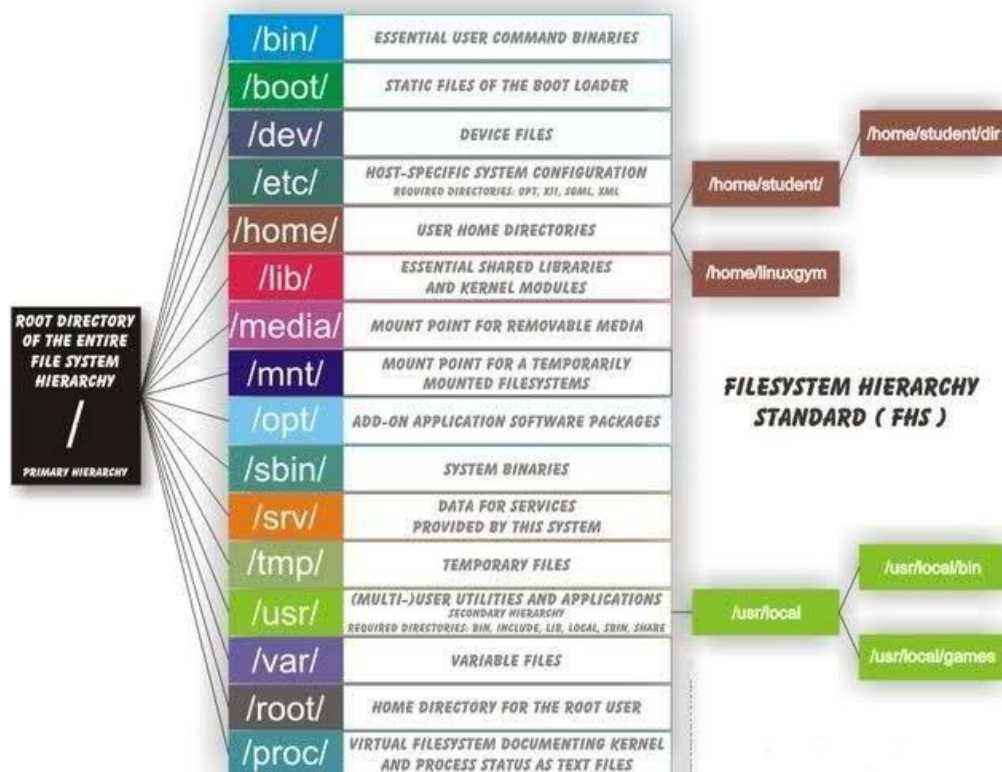 /bin/
ESSENTIAL USER COMMAND BINARIES
/boot/
STATIC FILES OF THE BOOT LOADER
/dev/
DEVICE FILES
/etc/
HOST-SPECIFIC SYSTEM CONFIGURATION
REQUIRED DIRECTORIES: OPT, XII, SGML, XML
/home/
USER HOME DIRECTORIES
/lib/
ESSENTIAL SHARED LIBRARIES
AND KERNEL MODULES
/media/
MOUNT POINT FOR REMOVABLE MEDIA
/mnt/
MOUNT POINT FOR A TEMPORARILY
MOUNTED FILESYSTEMS
/opt/
ADD-ON APPLICATION SOFTWARE PACKAGES
/sbin/
SYSTEM BINARIES
/srv/
DATA FOR SERVICES
PROVIDED BY THIS SYSTEM
/tmp/
TEMPORARY FILES
/usr/
(MULTI-)USER UTILITIES AND APPLICATIONS
SECONDARY HIERARCHY
REQUIRED DIRECTORIES: BIN, INCLUDE, LIB, LOCAL, SBIN, SHARE
/var/
VARIABLE FILES
/root/
HOME DIRECTORY FOR THE ROOT USER
/proc/
VIRTUAL FILESYSTEM DOCUMENTING KERNEL
AND PROCESS STATUS AS TEXT FILES
ROOT DIRECTORY
OF THE ENTIRE
FILE SYSTEM
HIERARCHY
/
PRIMARY HIERARCHY
/home/student/
/home/student/dir
/home/linuxgym
FILESYSTEM HIERARCHY
STANDARD ( FHS )
/usr/local
/usr/local/bin
/usr/local/games